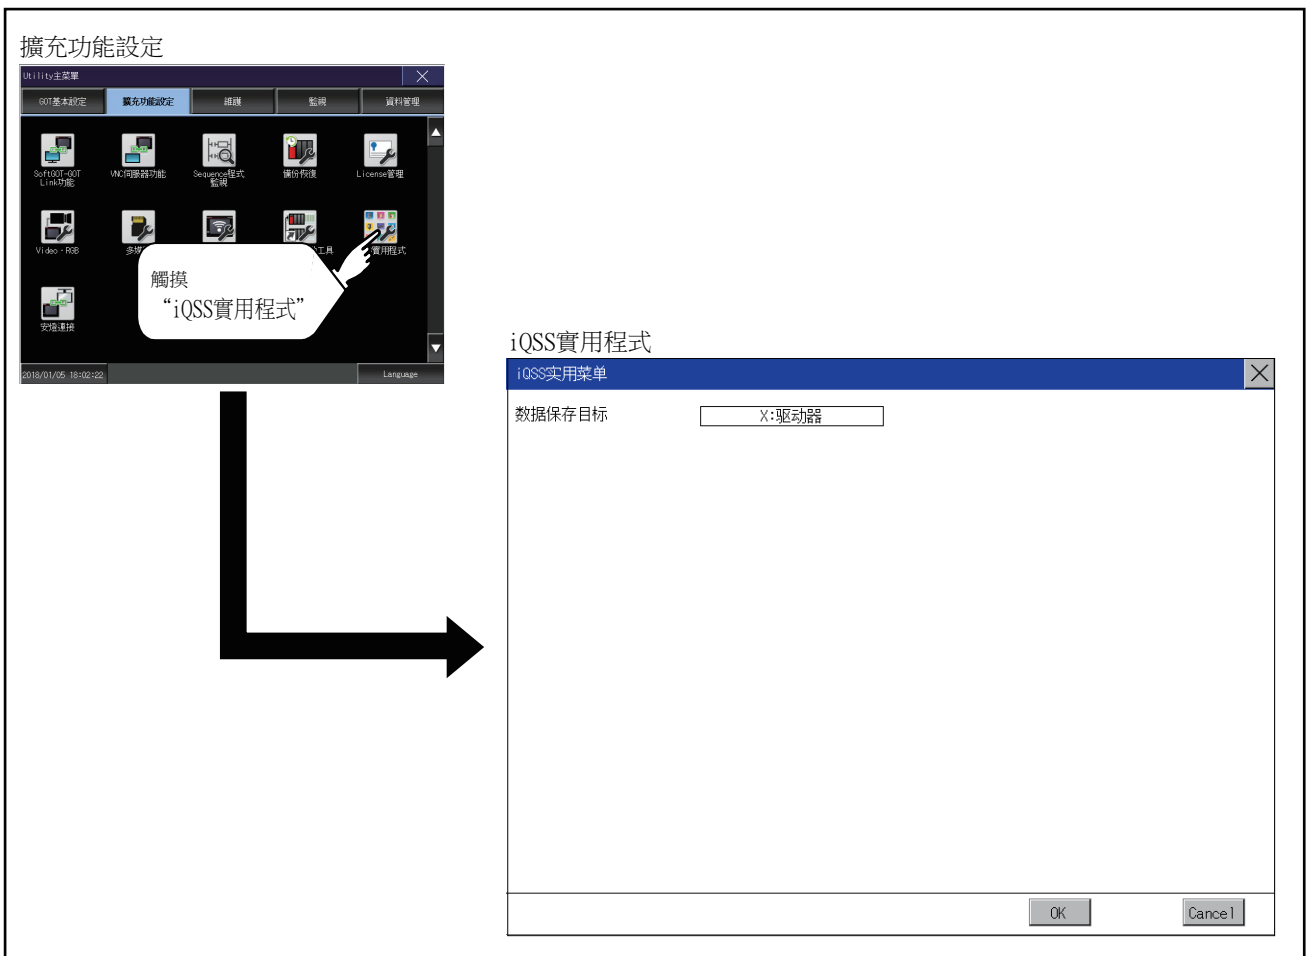 擴充功能設定
Utility主菜單
GOT基本設定 擴充功能設定 維護 監視 資料管理
SoftGOT-GOT
Link功能
VNC伺服器功能
Sequence程式
監視
備份恢復
License管理
Video・RGB
多媒
工具
實用程式
安燈連接
觸摸
“iQSS實用程式”
2018/01/05 18:02:22
Language
iQSS實用程式
iQSS实用菜单
数据保存目标 X:驱动器
OK Cancel